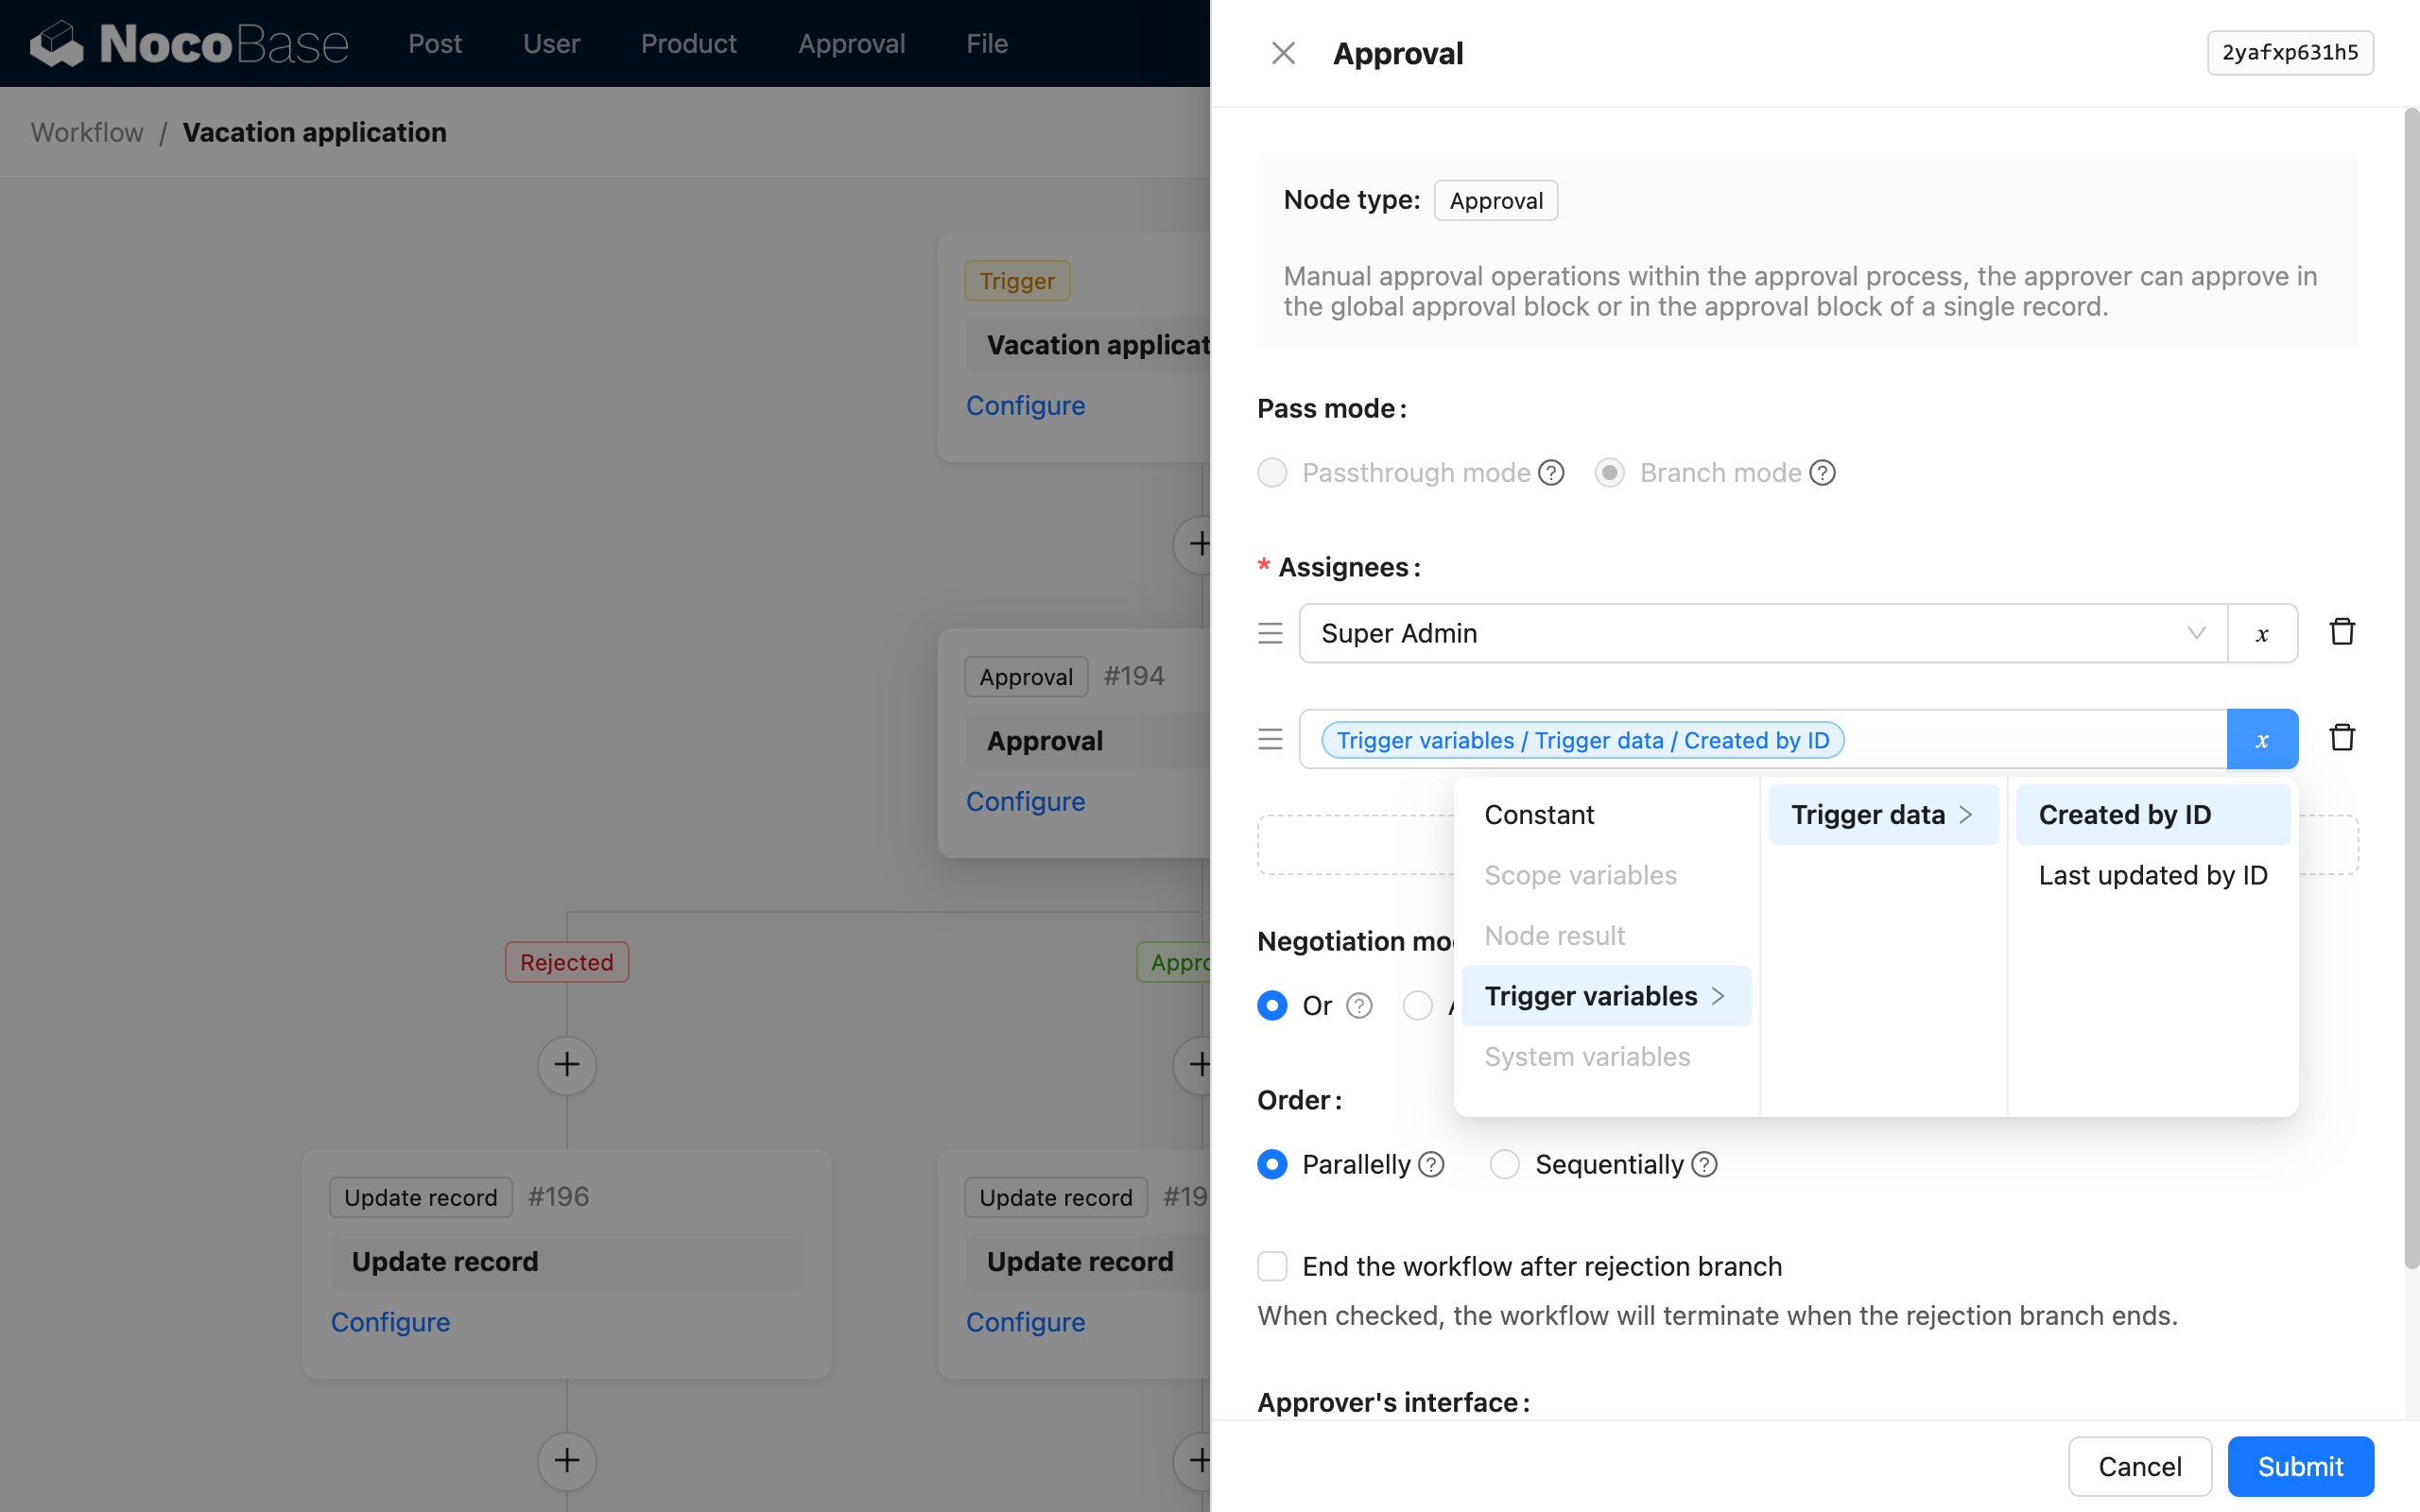 NocoBase
Post
User
Product
Approval
File
Workflow / Vacation application
Trigger
Vacation applicat
Configure
Approval #194
Approval
Configure
Rejected
Appro
Update record #196
Update record
Configure
Update record #19
Update record
Configure
Approval
2yafxp631h5
Node type: Approval
Manual approval operations within the approval process, the approver can approve in
the global approval block or in the approval block of a single record.
Pass mode:
Passthrough mode ? Branch mode ?
* Assignees:
Super Admin
x
Trigger variables / Trigger data / Created by ID
x
Constant
Scope variables
Node result
Trigger variables >
System variables
Trigger data >
Created by ID
Last updated by ID
Negotiation mo
Or ?
Order:
Parallelly ? Sequentially ?
End the workflow after rejection branch
When checked, the workflow will terminate when the rejection branch ends.
Approver's interface:
Cancel
Submit